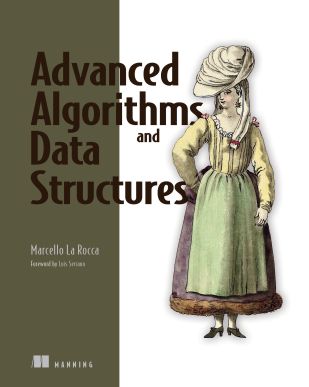 Advanced
Algorithms
and
Data
Structures
Marcello La Rocca
Foreword by Luis Serrano
MANNING